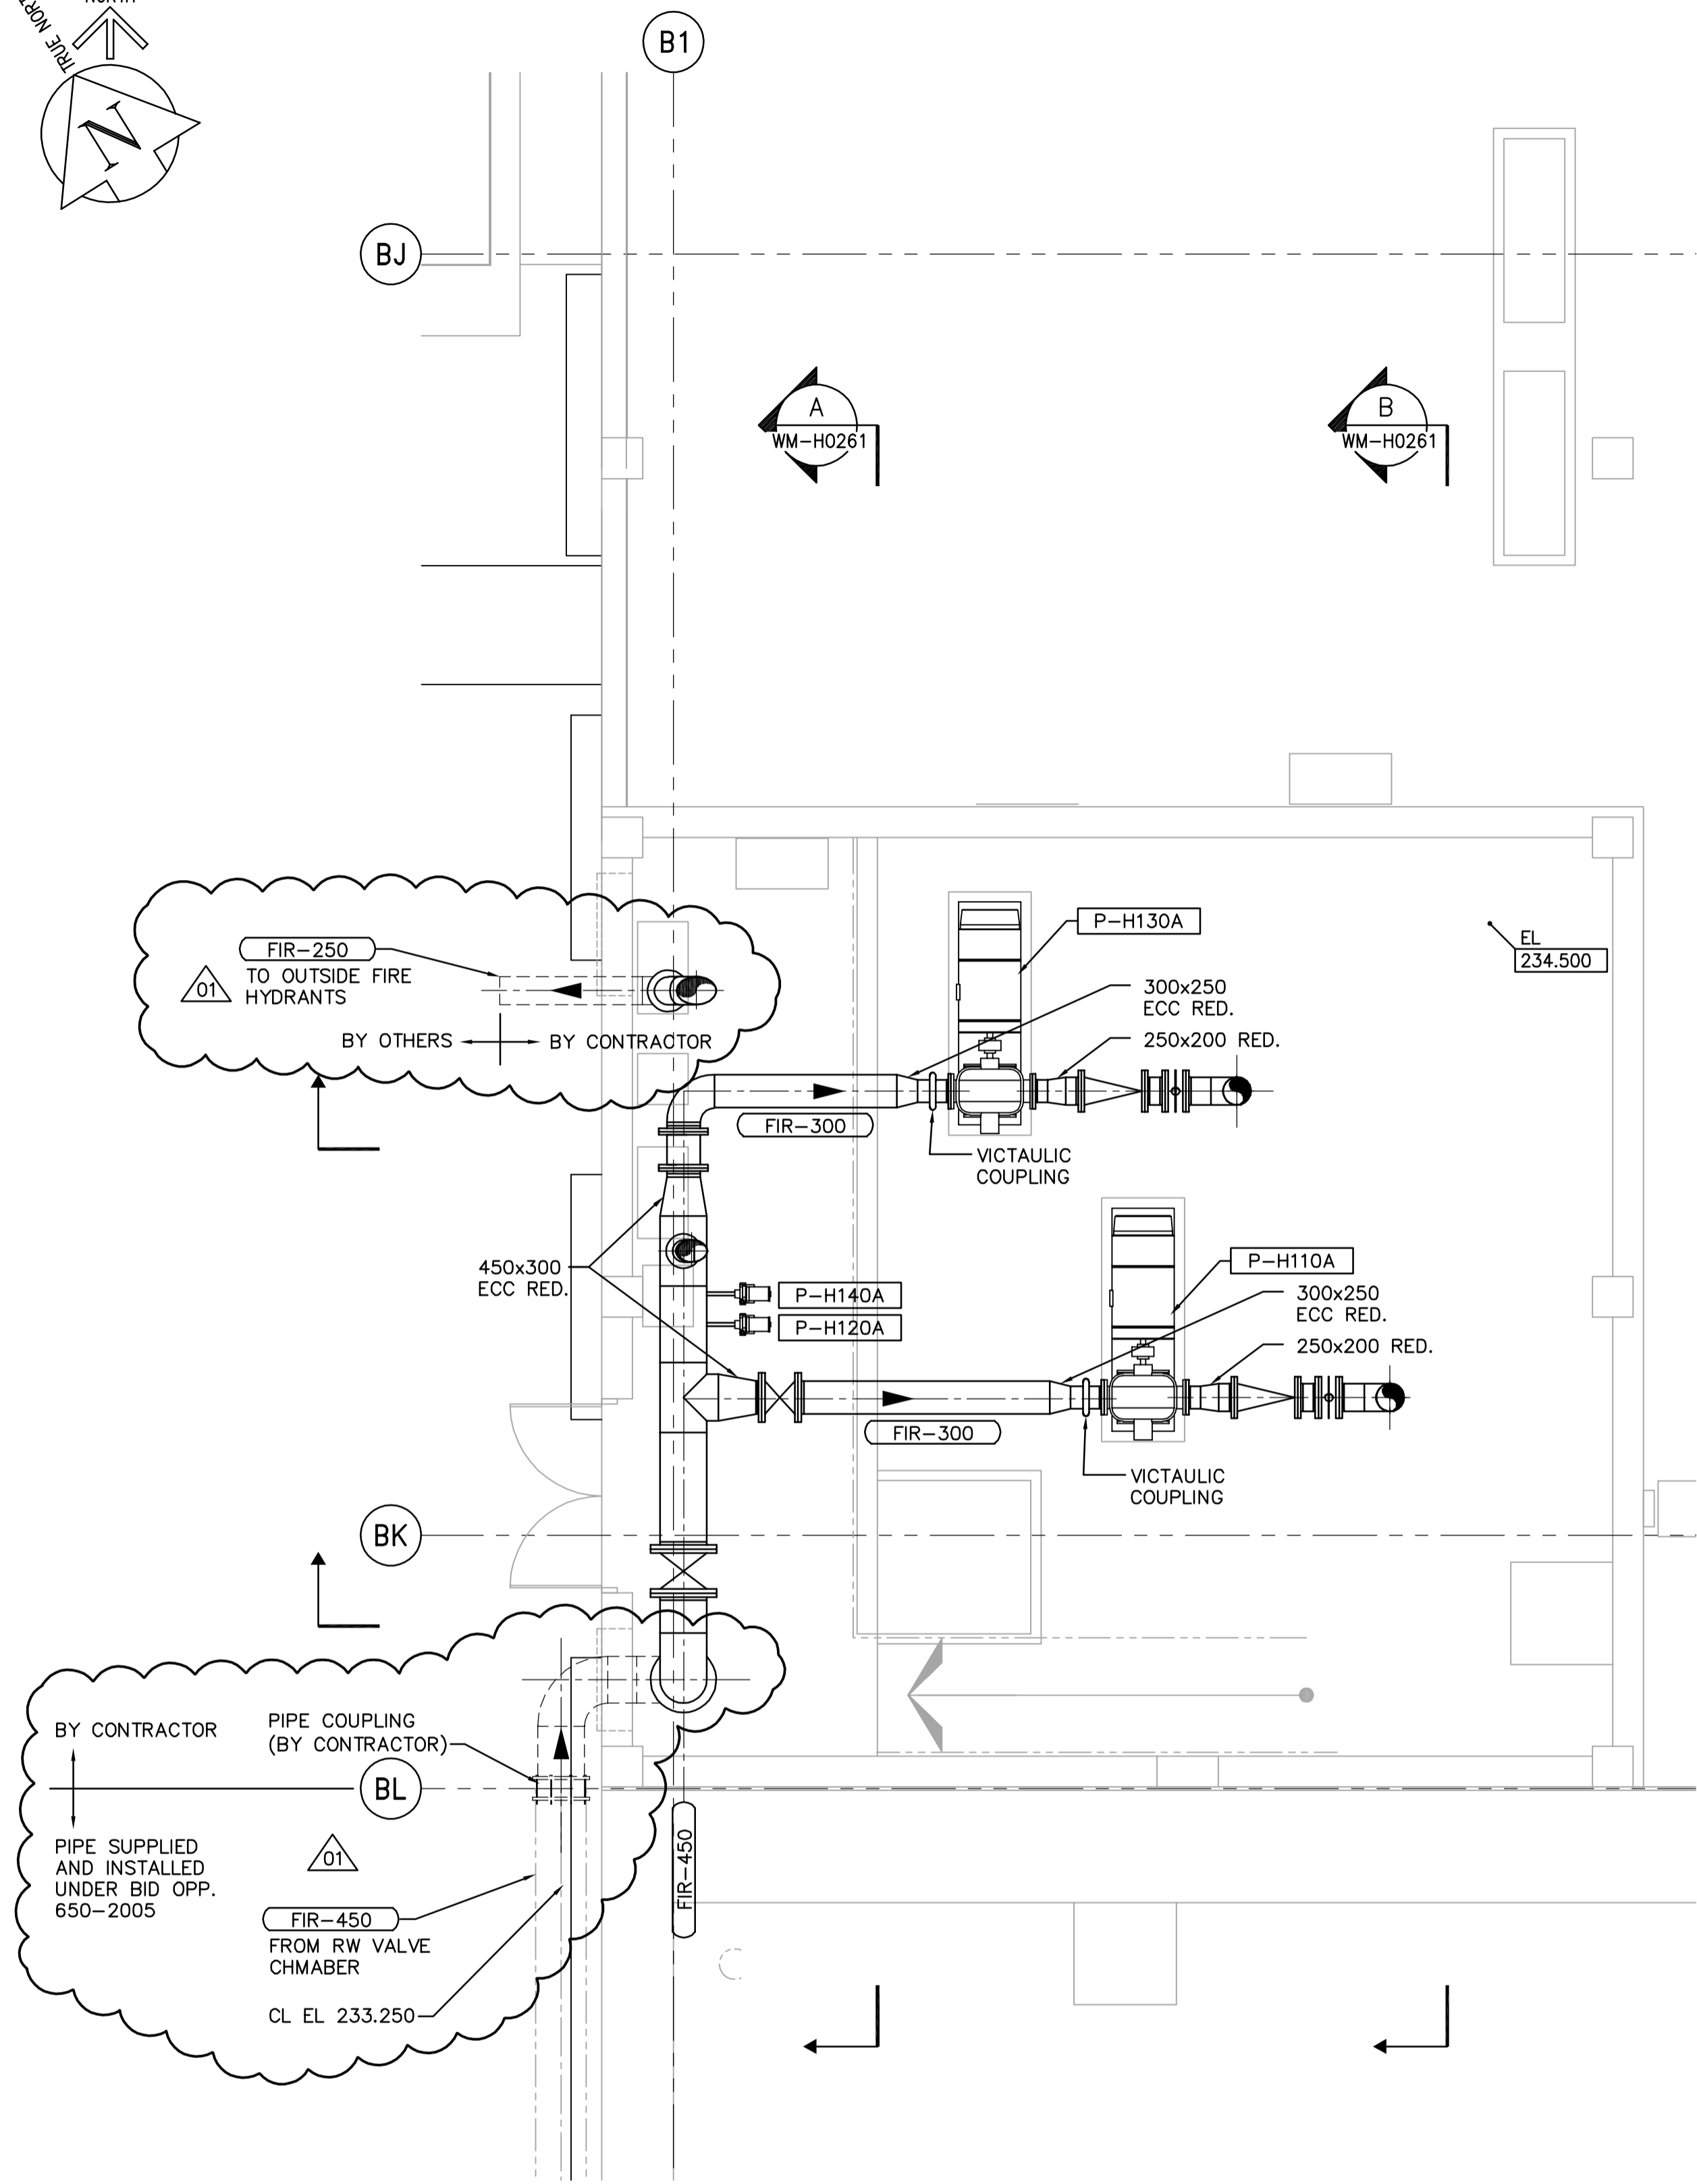 NORTH
TRUE NORTH
N
B1
BJ
A
WM-H0261
B
WM-H0261
P-H130A
EL
234.500
FIR-250
01
TO OUTSIDE FIRE
HYDRANTS
BY OTHERS
BY CONTRACTOR
300x250
ECC RED.
250x200 RED.
FIR-300
VICTAULIC
COUPLING
450x300
ECC RED.
P-H140A
P-H120A
P-H110A
300x250
ECC RED.
250x200 RED.
FIR-300
VICTAULIC
COUPLING
BK
BY CONTRACTOR
PIPE COUPLING
(BY CONTRACTOR)
BL
PIPE SUPPLIED
AND INSTALLED
UNDER BID OPP.
650-2005
01
FIR-450
FROM RW VALVE
CHMABER
CL EL 233.250
FIR-450